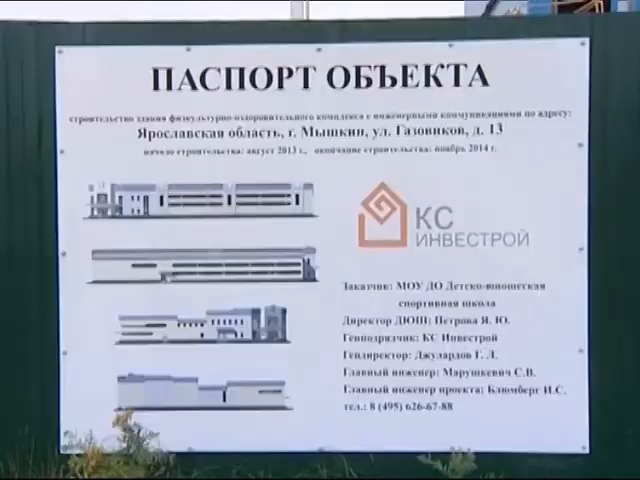 ПАСПОРТ ОБЪЕКТА
строительство здания физкультурно-оздоровительного комплекса с инженерными коммуникациями по адресу:
Ярославская область, г. Мышкин, ул. Газовиков, д. 13
начало строительства: август 2013 г., окончание строительства: ноябрь 2014 г.
КС
ИНВЕСТРОЙ
Заказчик: МОУ ДО Детско-юношеская
спортивная школа
Директор ДЮШ: Петрова Я. Ю.
Генподрядчик: КС Инвестрой
Гендиректор: Джулардов Г. Л.
Главный инженер: Марушкевич С.В.
Главный инженер проекта: Блюмберг И.С.
тел.: 8 (495) 626-67-88